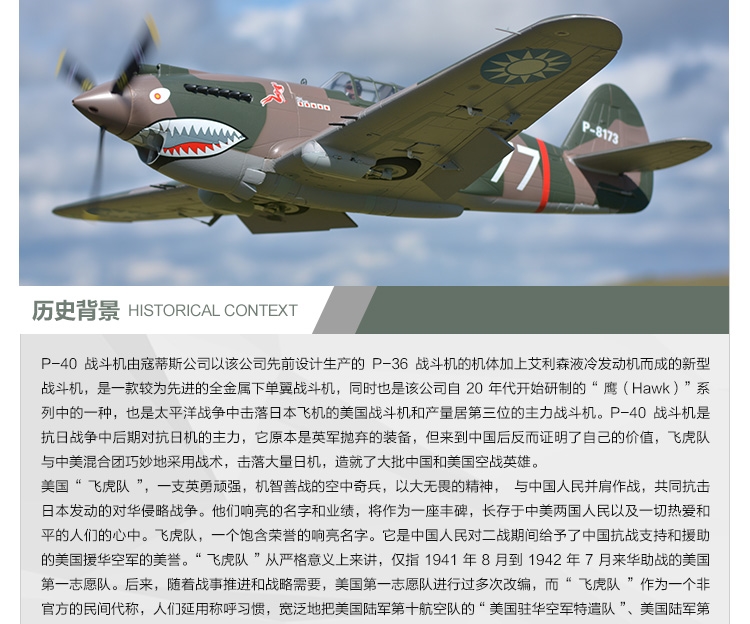 P-8173
77
历史背景 HISTORICAL CONTEXT
P-40 战斗机由寇蒂斯公司以该公司先前设计生产的 P-36 战斗机的机体加上艾利森液冷发动机而成的新型
战斗机，是一款较为先进的全金属下单翼战斗机，同时也是该公司自 20 年代开始研制的“ 鹰（Hawk）” 系
列中的一种，也是太平洋战争中击落日本飞机的美国战斗机和产量居第三位的主力战斗机。P-40 战斗机是
抗日战争中后期对抗日机的主力，它原本是英军抛弃的装备，但来到中国后反而证明了自己的价值，飞虎队
与中美混合团巧妙地采用战术，击落大量日机，造就了大批中国和美国空战英雄。
美国“ 飞虎队 ”，一支英勇顽强，机智善战的空中奇兵，以大无畏的精神， 与中国人民并肩作战，共同抗击
日本发动的对华侵略战争。他们响亮的名字和业绩，将作为一座丰碑，长存于中美两国人民以及一切热爱和
平的人们的心中。飞虎队，一个饱含荣誉的响亮名字。它是中国人民对二战期间给予了中国抗战支持和援助
的美国援华空军的美誉。“ 飞虎队 ”从严格意义上来讲，仅指 1941 年 8 月到 1942 年 7 月来华助战的美国
第一志愿队。后来，随着战事推进和战略需要，美国第一志愿队进行过多次改编，而 “ 飞虎队 ” 作为一个非
官方的民间代称，人们延用称呼习惯，宽泛地把美国陆军第十航空队的“ 美国驻华空军特遣队 ”、美国陆军第